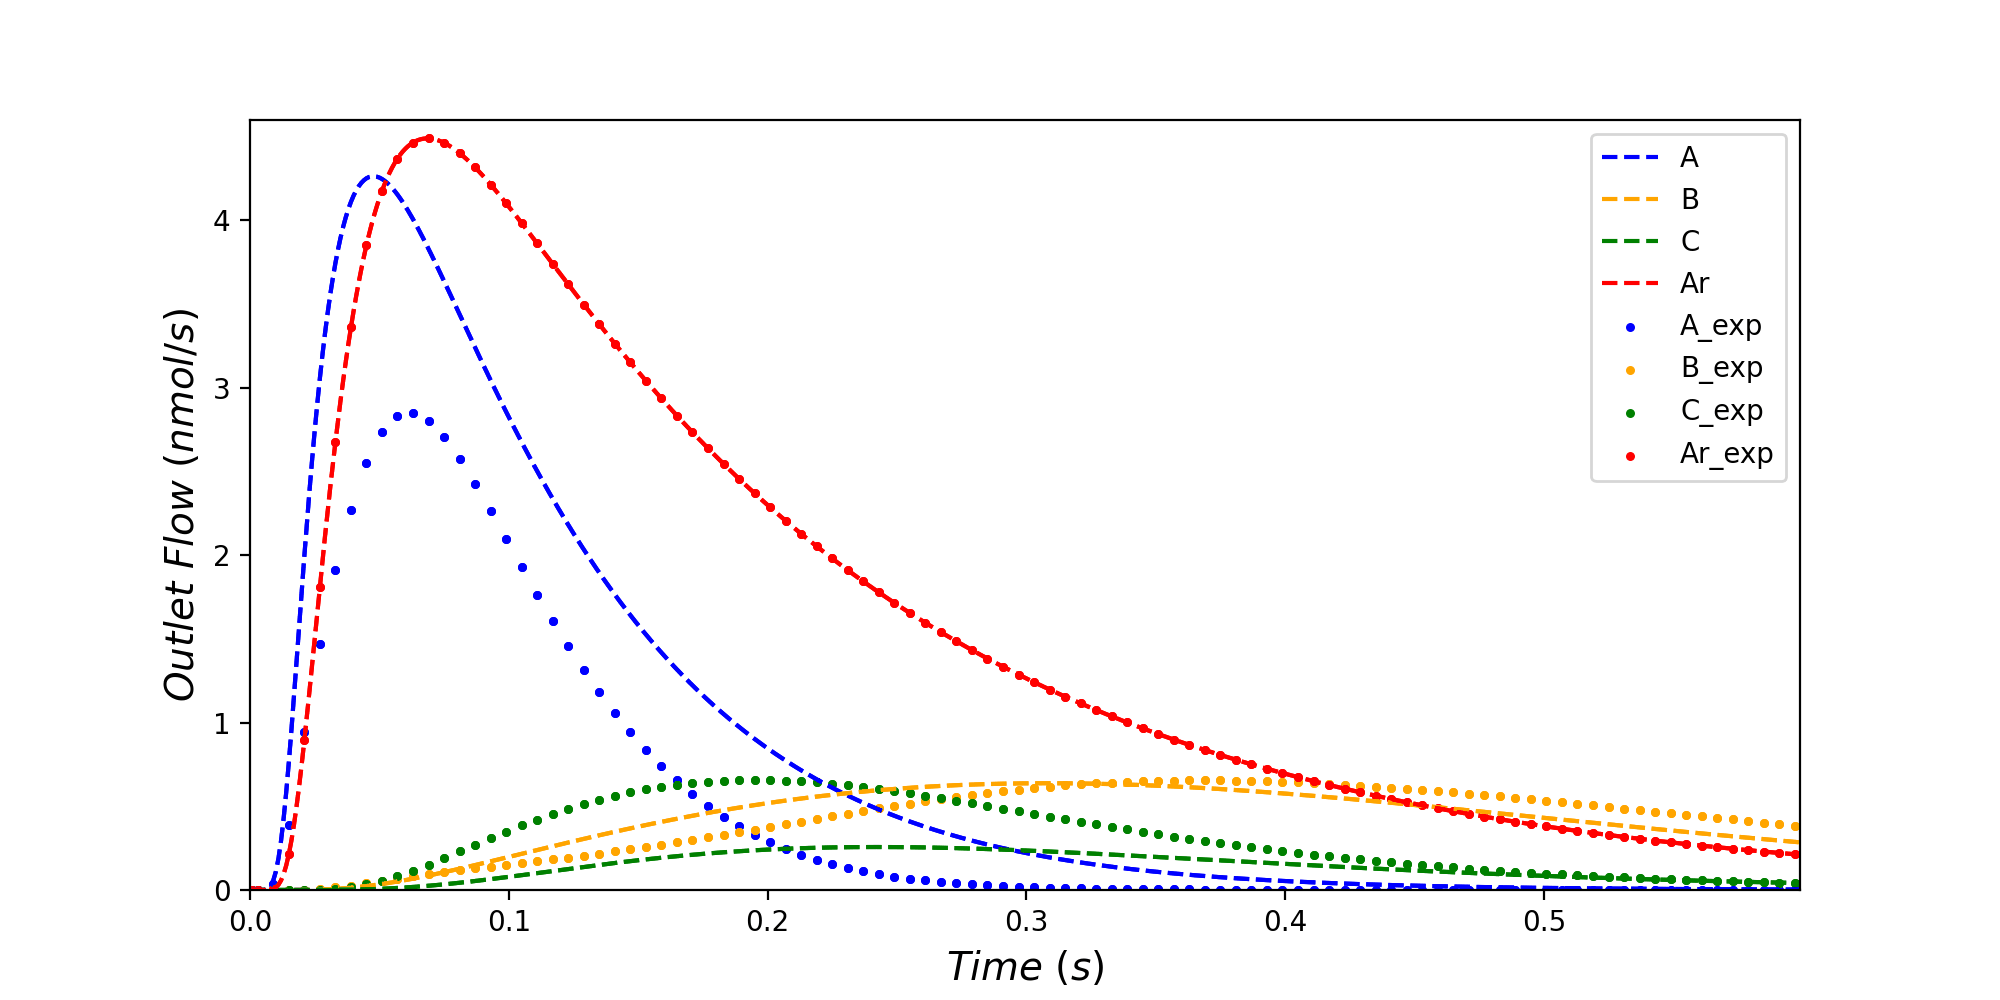 Outlet Flow (nmol/s)
4
3
2
1
0
0.0
0.1
0.2
0.3
0.4
0.5
Time (s)
A
B
C
Ar
A_exp
B_exp
C_exp
Ar_exp